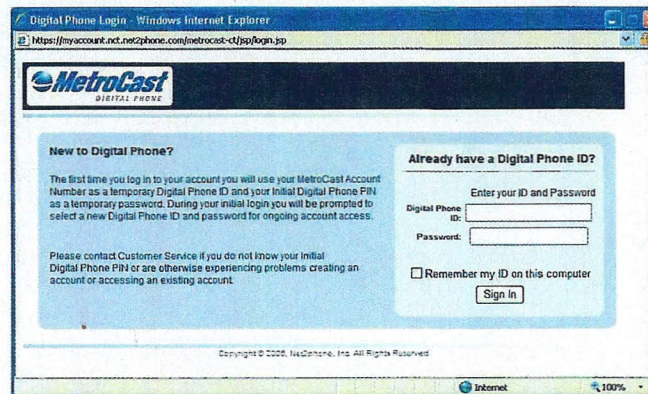 Digital Phone Login - Windows Internet Explorer
https://myaccount.nct.net2phone.com/metrocast-ct/jsp/login.jsp
MetroCast
DIGITAL PHONE
New to Digital Phone?
The first time you log in to your account you will use your MetroCast Account
Number as a temporary Digital Phone ID and your Initial Digital Phone PIN
as a temporary password. During your initial login you will be prompted to
select a new Digital Phone ID and password for ongoing account access.
Please contact Customer Service if you do not know your Initial
Digital Phone PIN or are otherwise experiencing problems creating an
account or accessing an existing account.
Already have a Digital Phone ID?
Enter your ID and Password
Digital Phone
ID:
Password:
Remember my ID on this computer
Sign In
Copyright © Net2phone, Inc. All Rights Reserved
Internet
100%